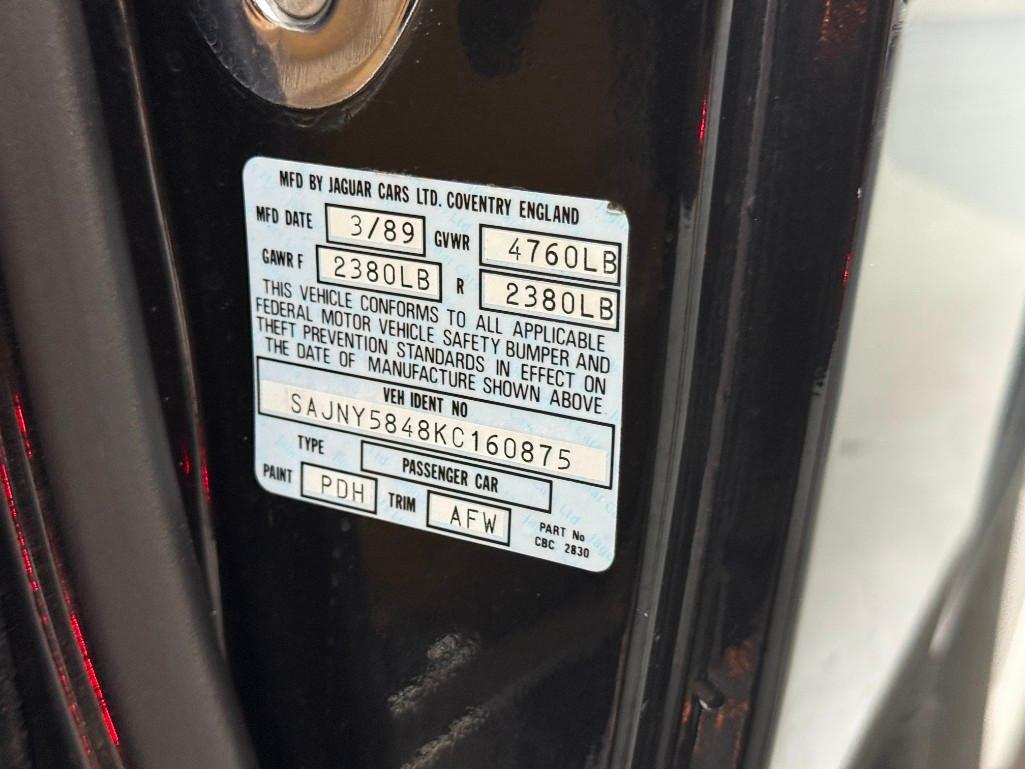 MFD BY JAGUAR CARS LTD. COVENTRY ENGLAND
MFD DATE 3/89 GVWR 4760LB
GAWR F 2380LB R 2380LB
THIS VEHICLE CONFORMS TO ALL APPLICABLE
FEDERAL MOTOR VEHICLE SAFETY BUMPER AND
THEFT PREVENTION STANDARDS IN EFFECT ON
THE DATE OF MANUFACTURE SHOWN ABOVE
VEH IDENT NO
SAJNY5848KC160875
TYPE PASSENGER CAR
PAINT PDH TRIM AFW PART No
CBC 2830